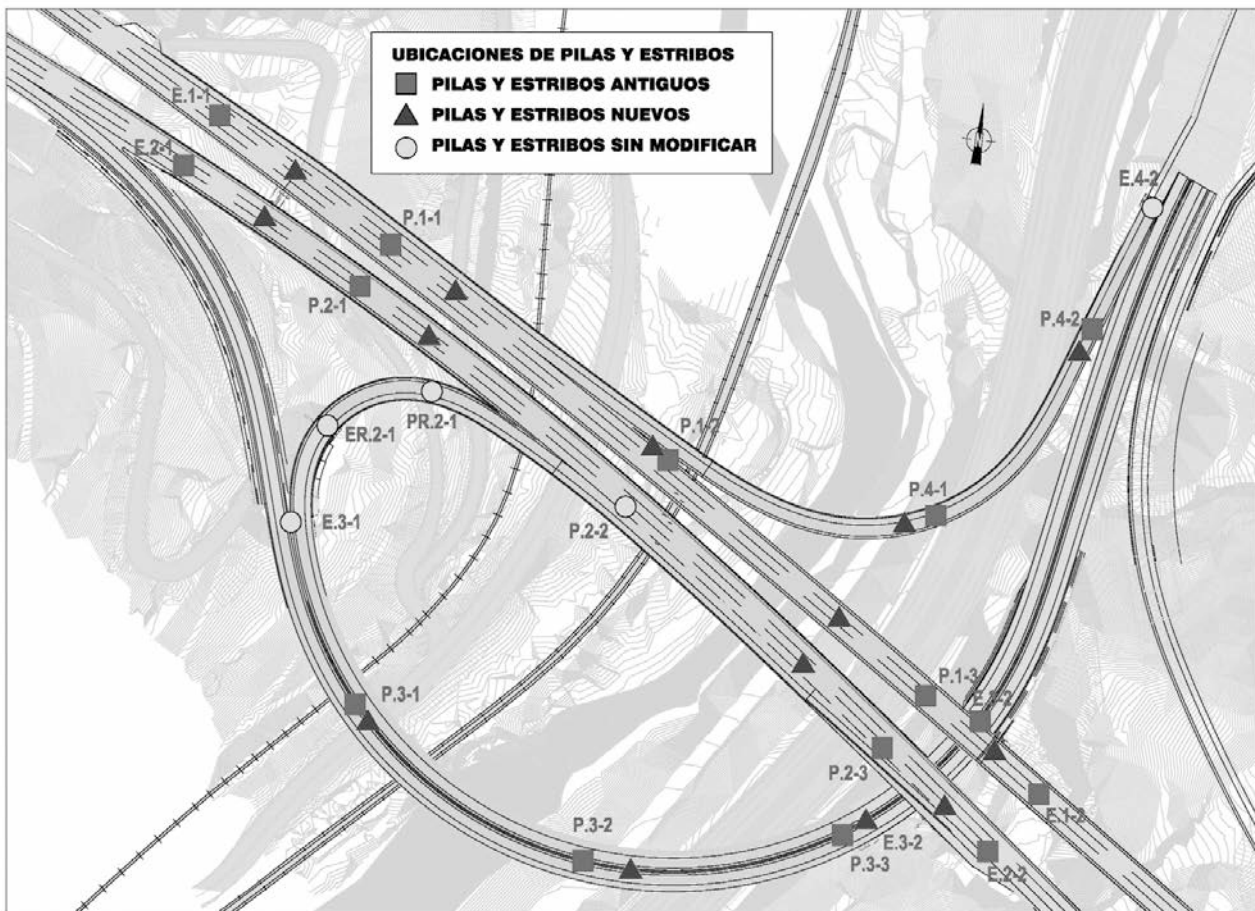 UBICACIONES DE PILAS Y ESTRIBOS
PILAS Y ESTRIBOS ANTIGUOS
PILAS Y ESTRIBOS NUEVOS
PILAS Y ESTRIBOS SIN MODIFICAR
E.1-1
E.2-1
E.4-2
P.1-1
P.2-1
P.4-2
PR.2-1
ER.2-1
P.1-2
P.4-1
P.2-2
E.3-1
P.3-1
P.1-3
E.3-2
P.2-3
E.1-2
P.3-2
E.3-2
P.3-3
E.2-2